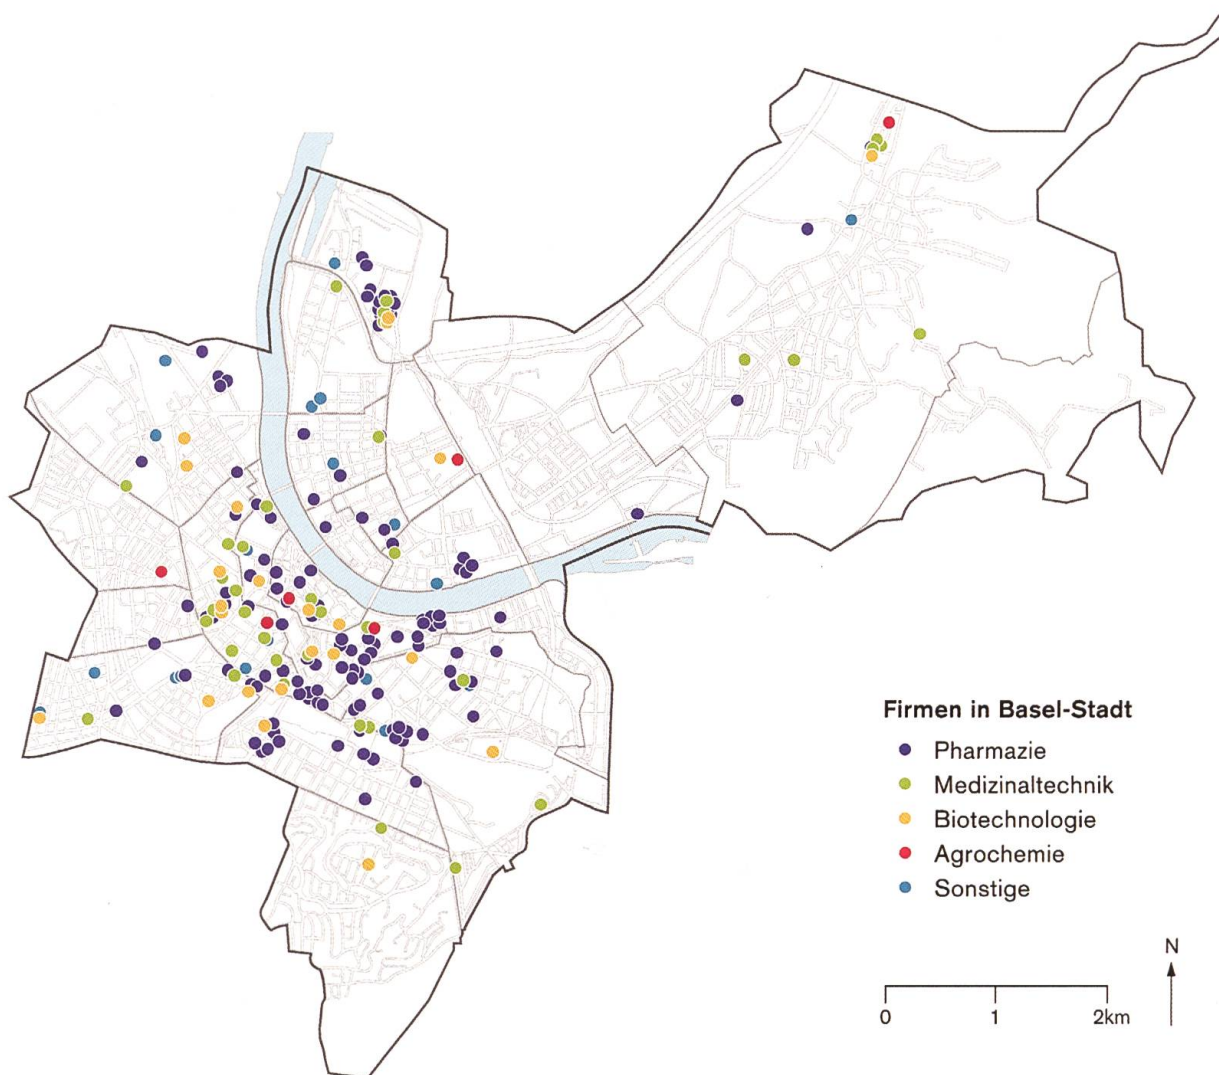 Firmen in Basel-Stadt
Pharmazie
Medizinaltechnik
Biotechnologie
Agrochemie
Sonstige
N
0 1 2km